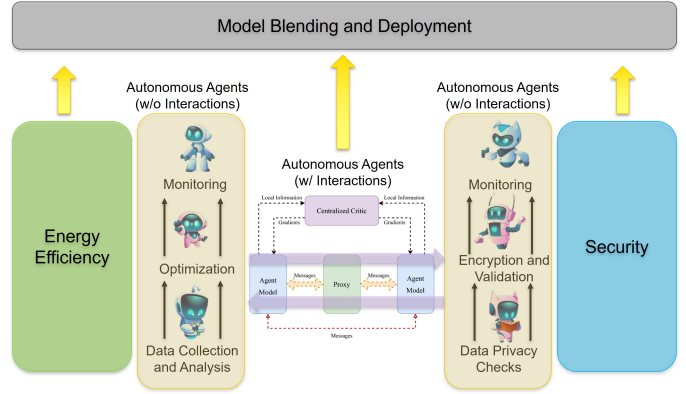 Model Blending and Deployment
Autonomous Agents
(w/o Interactions)
Autonomous Agents
(w/o Interactions)
Autonomous Agents
(w/ Interactions)
Energy
Efficiency
Monitoring
Optimization
Data Collection
and Analysis
Local Information
Local Information
Centralized Critic
Gradients
Gradients
Agent
Model
Messages
Proxy
Messages
Agent
Model
Messages
Monitoring
Encryption and
Validation
Data Privacy
Checks
Security